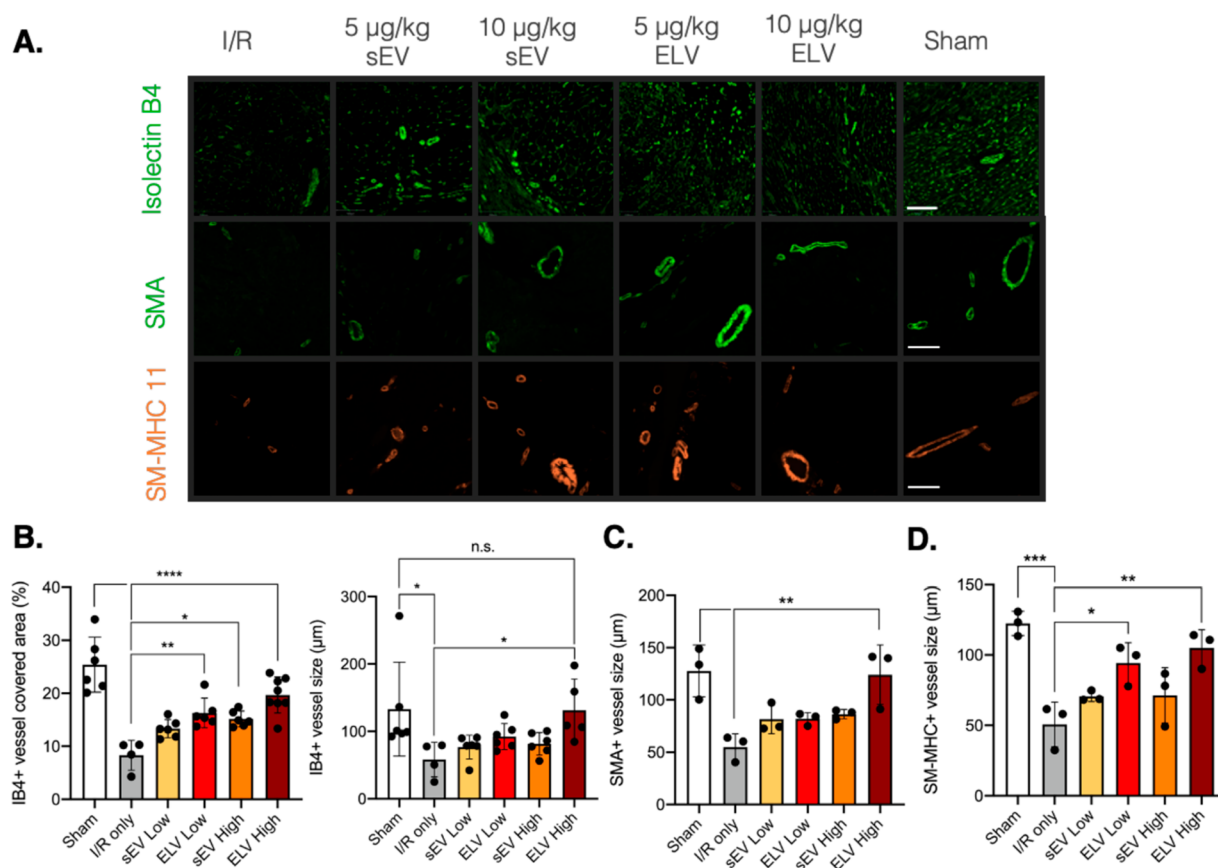 A.
I/R
5 µg/kg
sEV
10 µg/kg
sEV
5 µg/kg
ELV
10 µg/kg
ELV
Sham
Isolectin B4
SMA
SM-MHC 11
B.
IB4+ vessel covered area (%)
40
30
20
10
0
****
*
**
Sham
I/R only
sEV Low
ELV Low
sEV High
ELV High
IB4+ vessel size (µm)
300
200
100
0
n.s.
*
*
Sham
I/R only
sEV Low
ELV Low
sEV High
ELV High
C.
SMA+ vessel size (µm)
200
150
100
50
0
**
Sham
I/R only
sEV Low
ELV Low
sEV High
ELV High
D.
SM-MHC+ vessel size (µm)
150
100
50
0
***
**
*
Sham
I/R only
sEV Low
ELV Low
sEV High
ELV High